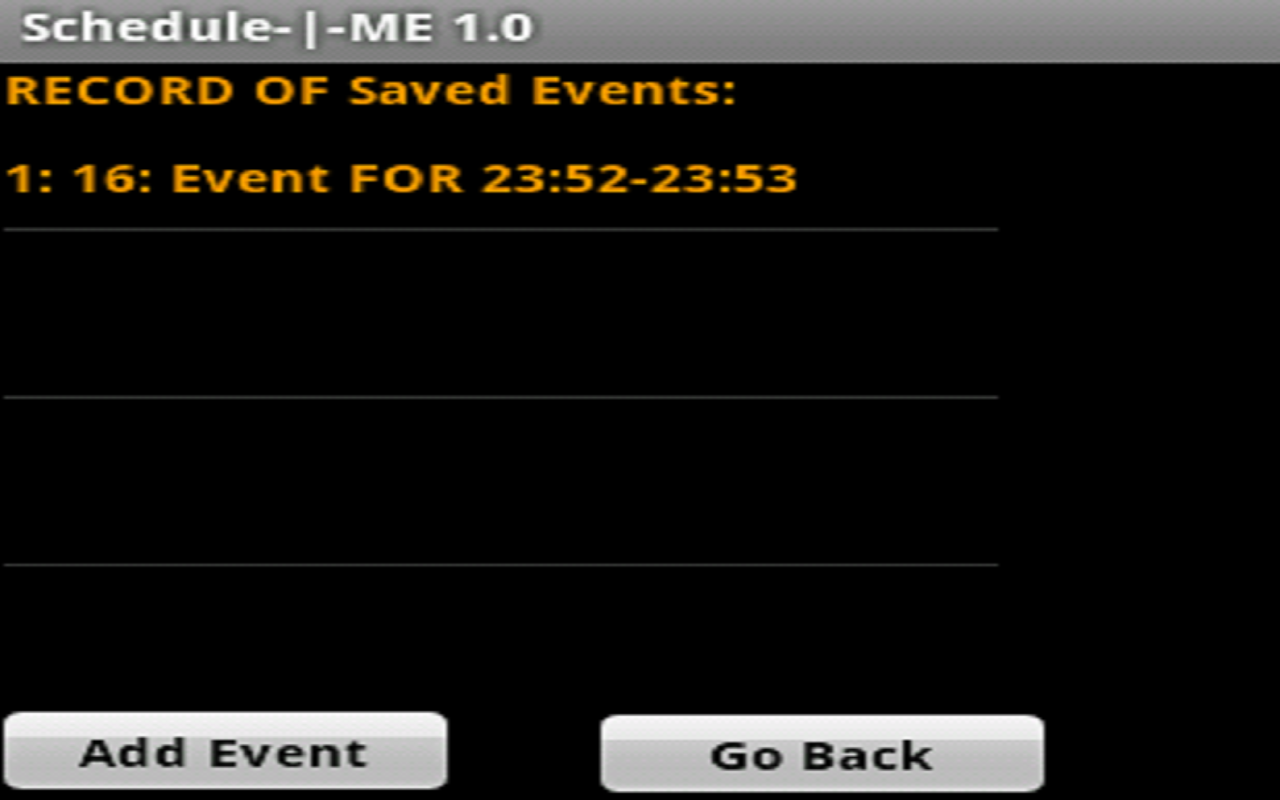 Schedule-|-ME 1.0
RECORD OF Saved Events:
1: 16: Event FOR 23:52-23:53
Add Event
Go Back